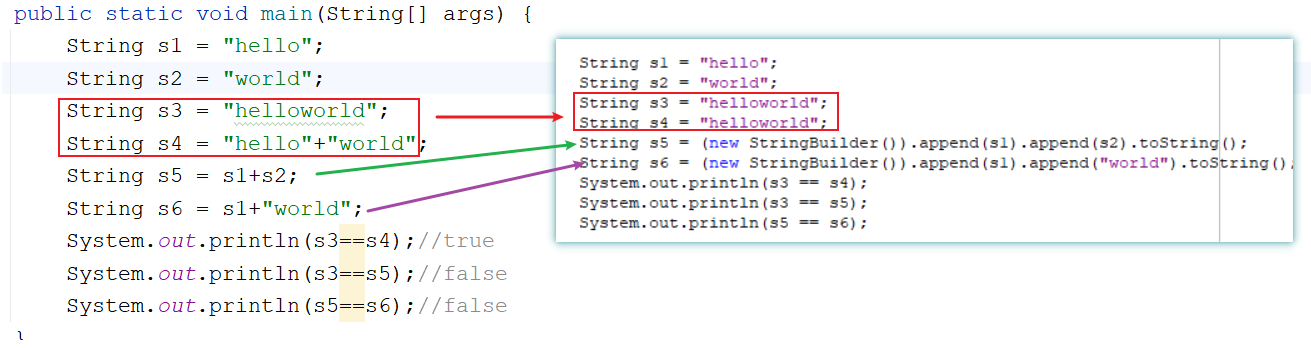 public static void main(String[] args) {
String s1 = "hello";
String s2 = "world";
String s3 = "helloworld";
String s4 = "hello"+"world";
String s5 = s1+s2;
String s6 = s1+"world";
System.out.println(s3==s4);//true
System.out.println(s3==s5);//false
System.out.println(s5==s6);//false
}
String s1 = "hello";
String s2 = "world";
String s3 = "helloworld";
String s4 = "helloworld";
String s5 = (new StringBuilder()).append(s1).append(s2).toString();
String s6 = (new StringBuilder()).append(s1).append("world").toString();
System.out.println(s3 == s4);
System.out.println(s3 == s5);
System.out.println(s5 == s6);